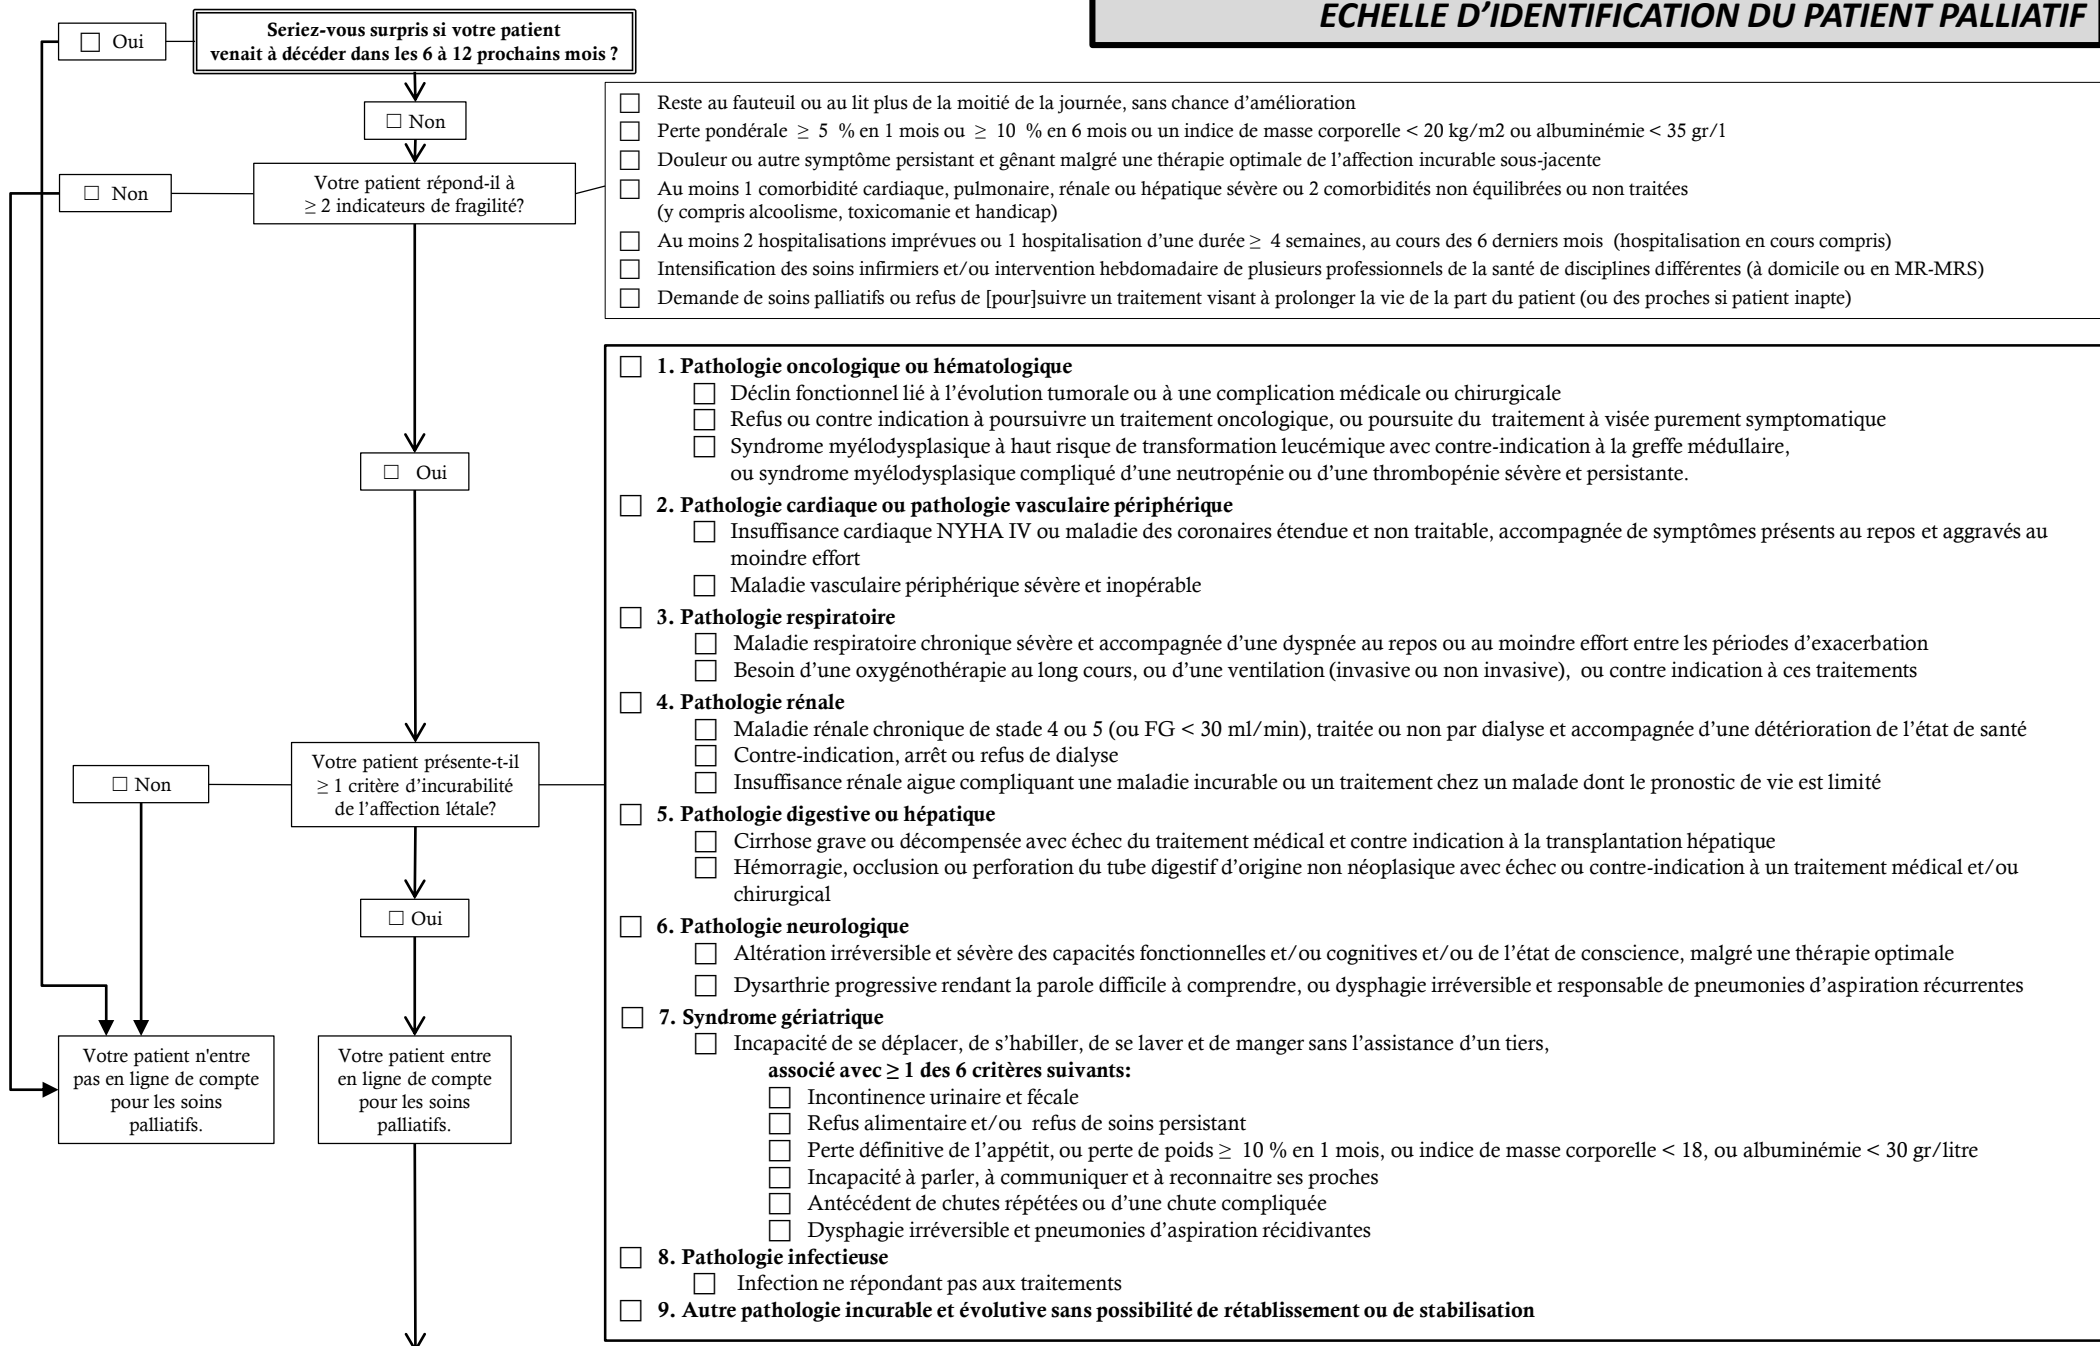 ECHELLE D'IDENTIFICATION DU PATIENT PALLIATIF
☐ Oui
Seriez-vous surpris si votre patient
venait à décéder dans les 6 à 12 prochains mois ?
☐ Non
☐ Non
Votre patient répond-il à
≥ 2 indicateurs de fragilité?
☐ Reste au fauteuil ou au lit plus de la moitié de la journée, sans chance d'amélioration
☐ Perte pondérale ≥ 5 % en 1 mois ou ≥ 10 % en 6 mois ou un indice de masse corporelle < 20 kg/m2 ou albuminémie < 35 gr/l
☐ Douleur ou autre symptôme persistant et gênant malgré une thérapie optimale de l'affection incurable sous-jacente
☐ Au moins 1 comorbidité cardiaque, pulmonaire, rénale ou hépatique sévère ou 2 comorbidités non équilibrées ou non traitées
(y compris alcoolisme, toxicomanie et handicap)
☐ Au moins 2 hospitalisations imprévues ou 1 hospitalisation d'une durée ≥ 4 semaines, au cours des 6 derniers mois (hospitalisation en cours compris)
☐ Intensification des soins infirmiers et/ou intervention hebdomadaire de plusieurs professionnels de la santé de disciplines différentes (à domicile ou en MR-MRS)
☐ Demande de soins palliatifs ou refus de [pour]suivre un traitement visant à prolonger la vie de la part du patient (ou des proches si patient inapte)
☐ Oui
☐ Non
Votre patient présente-t-il
≥ 1 critère d'incurabilité
de l'affection létale?
☐ Oui
☐ 1. Pathologie oncologique ou hématologique
☐ Déclin fonctionnel lié à l'évolution tumorale ou à une complication médicale ou chirurgicale
☐ Refus ou contre indication à poursuivre un traitement oncologique, ou poursuite du traitement à visée purement symptomatique
☐ Syndrome myélodysplasique à haut risque de transformation leucémique avec contre-indication à la greffe médullaire,
ou syndrome myélodysplasique compliqué d'une neutropénie ou d'une thrombopénie sévère et persistante.
☐ 2. Pathologie cardiaque ou pathologie vasculaire périphérique
☐ Insuffisance cardiaque NYHA IV ou maladie des coronaires étendue et non traitable, accompagnée de symptômes présents au repos et aggravés au
moindre effort
☐ Maladie vasculaire périphérique sévère et inopérable
☐ 3. Pathologie respiratoire
☐ Maladie respiratoire chronique sévère et accompagnée d'une dyspnée au repos ou au moindre effort entre les périodes d'exacerbation
☐ Besoin d'une oxygénothérapie au long cours, ou d'une ventilation (invasive ou non invasive), ou contre indication à ces traitements
☐ 4. Pathologie rénale
☐ Maladie rénale chronique de stade 4 ou 5 (ou FG < 30 ml/min), traitée ou non par dialyse et accompagnée d'une détérioration de l'état de santé
☐ Contre-indication, arrêt ou refus de dialyse
☐ Insuffisance rénale aigue compliquant une maladie incurable ou un traitement chez un malade dont le pronostic de vie est limité
☐ 5. Pathologie digestive ou hépatique
☐ Cirrhose grave ou décompensée avec échec du traitement médical et contre indication à la transplantation hépatique
☐ Hémorragie, occlusion ou perforation du tube digestif d'origine non néoplasique avec échec ou contre-indication à un traitement médical et/ou
chirurgical
☐ 6. Pathologie neurologique
☐ Altération irréversible et sévère des capacités fonctionnelles et/ou cognitives et/ou de l'état de conscience, malgré une thérapie optimale
☐ Dysarthrie progressive rendant la parole difficile à comprendre, ou dysphagie irréversible et responsable de pneumonies d'aspiration récurrentes
☐ 7. Syndrome gériatrique
☐ Incapacité de se déplacer, de s'habiller, de se laver et de manger sans l'assistance d'un tiers,
associé avec ≥ 1 des 6 critères suivants:
☐ Incontinence urinaire et fécale
☐ Refus alimentaire et/ou refus de soins persistant
☐ Perte définitive de l'appétit, ou perte de poids ≥ 10 % en 1 mois, ou indice de masse corporelle < 18, ou albuminémie < 30 gr/litre
☐ Incapacité à parler, à communiquer et à reconnaitre ses proches
☐ Antécédent de chutes répétées ou d'une chute compliquée
☐ Dysphagie irréversible et pneumonies d'aspiration récidivantes
☐ 8. Pathologie infectieuse
☐ Infection ne répondant pas aux traitements
☐ 9. Autre pathologie incurable et évolutive sans possibilité de rétablissement ou de stabilisation
Votre patient n'entre
pas en ligne de compte
pour les soins
palliatifs.
Votre patient entre
en ligne de compte
pour les soins
palliatifs.